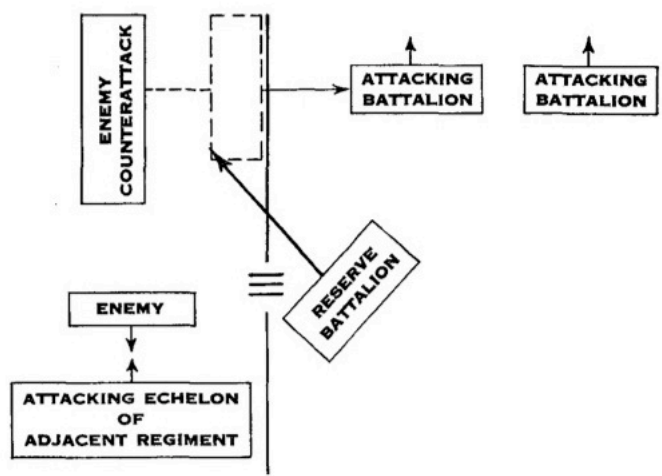 ENEMY
COUNTERATTACK
ATTACKING
BATTALION
ATTACKING
BATTALION
RESERVE
BATTALION
ENEMY
ATTACKING ECHELON
OF
ADJACENT REGIMENT